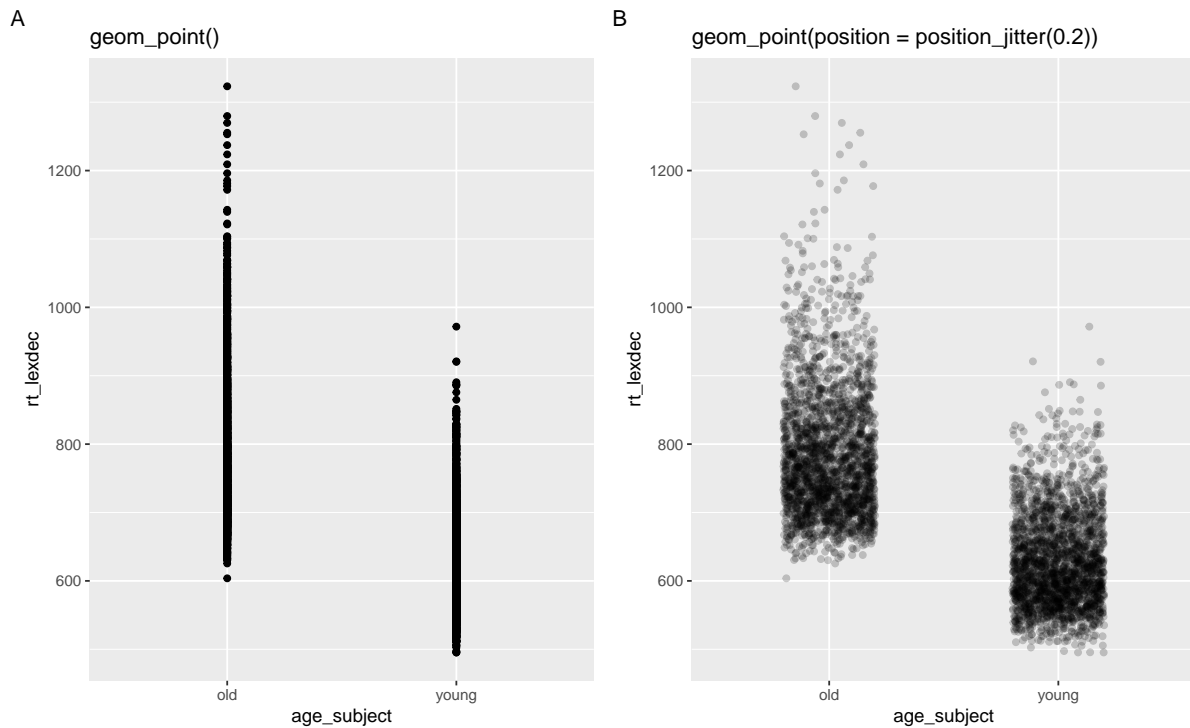 A
geom_point()
1200
1000
800
600
rt_lexdec
old
young
age_subject
B
geom_point(position = position_jitter(0.2))
1200
1000
800
600
rt_lexdec
old
young
age_subject